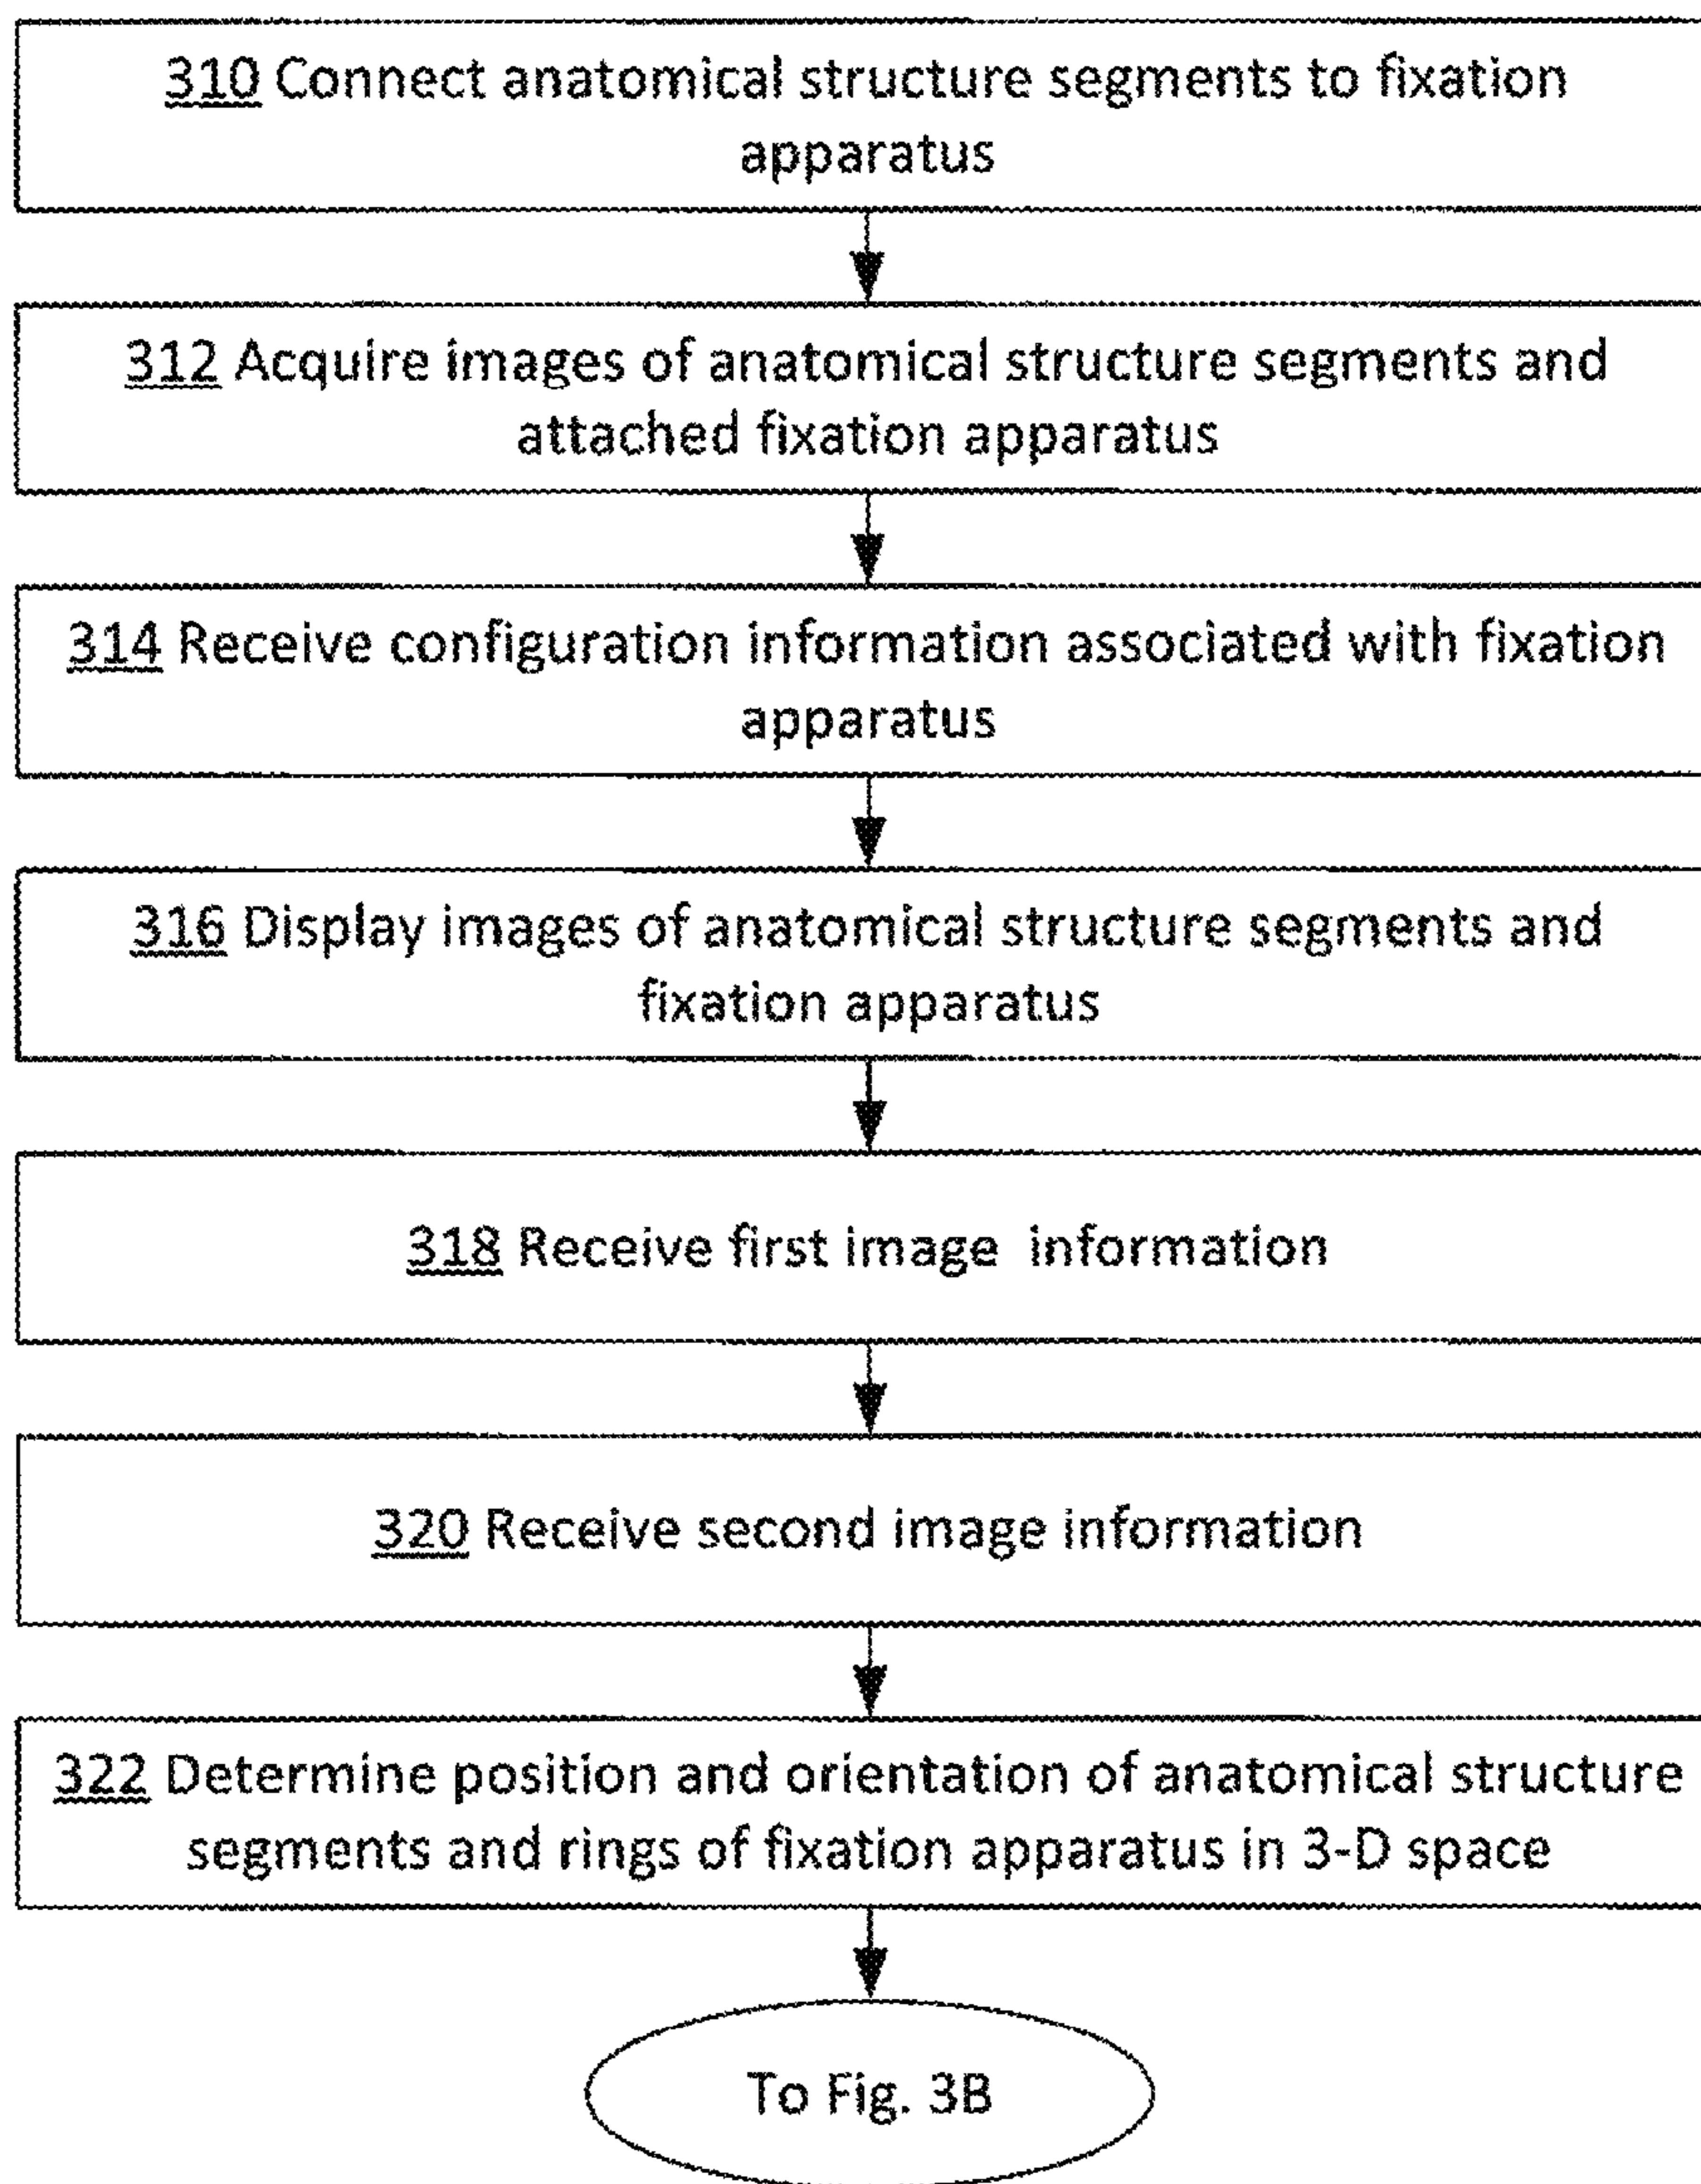 310 Connect anatomical structure segments to fixation
apparatus
312 Acquire images of anatomical structure segments and
attached fixation apparatus
314 Receive configuration information associated with fixation
apparatus
316 Display images of anatomical structure segments and
fixation apparatus
318 Receive first image information
320 Receive second image information
322 Determine position and orientation of anatomical structure
segments and rings of fixation apparatus in 3-D space
To Fig. 3B